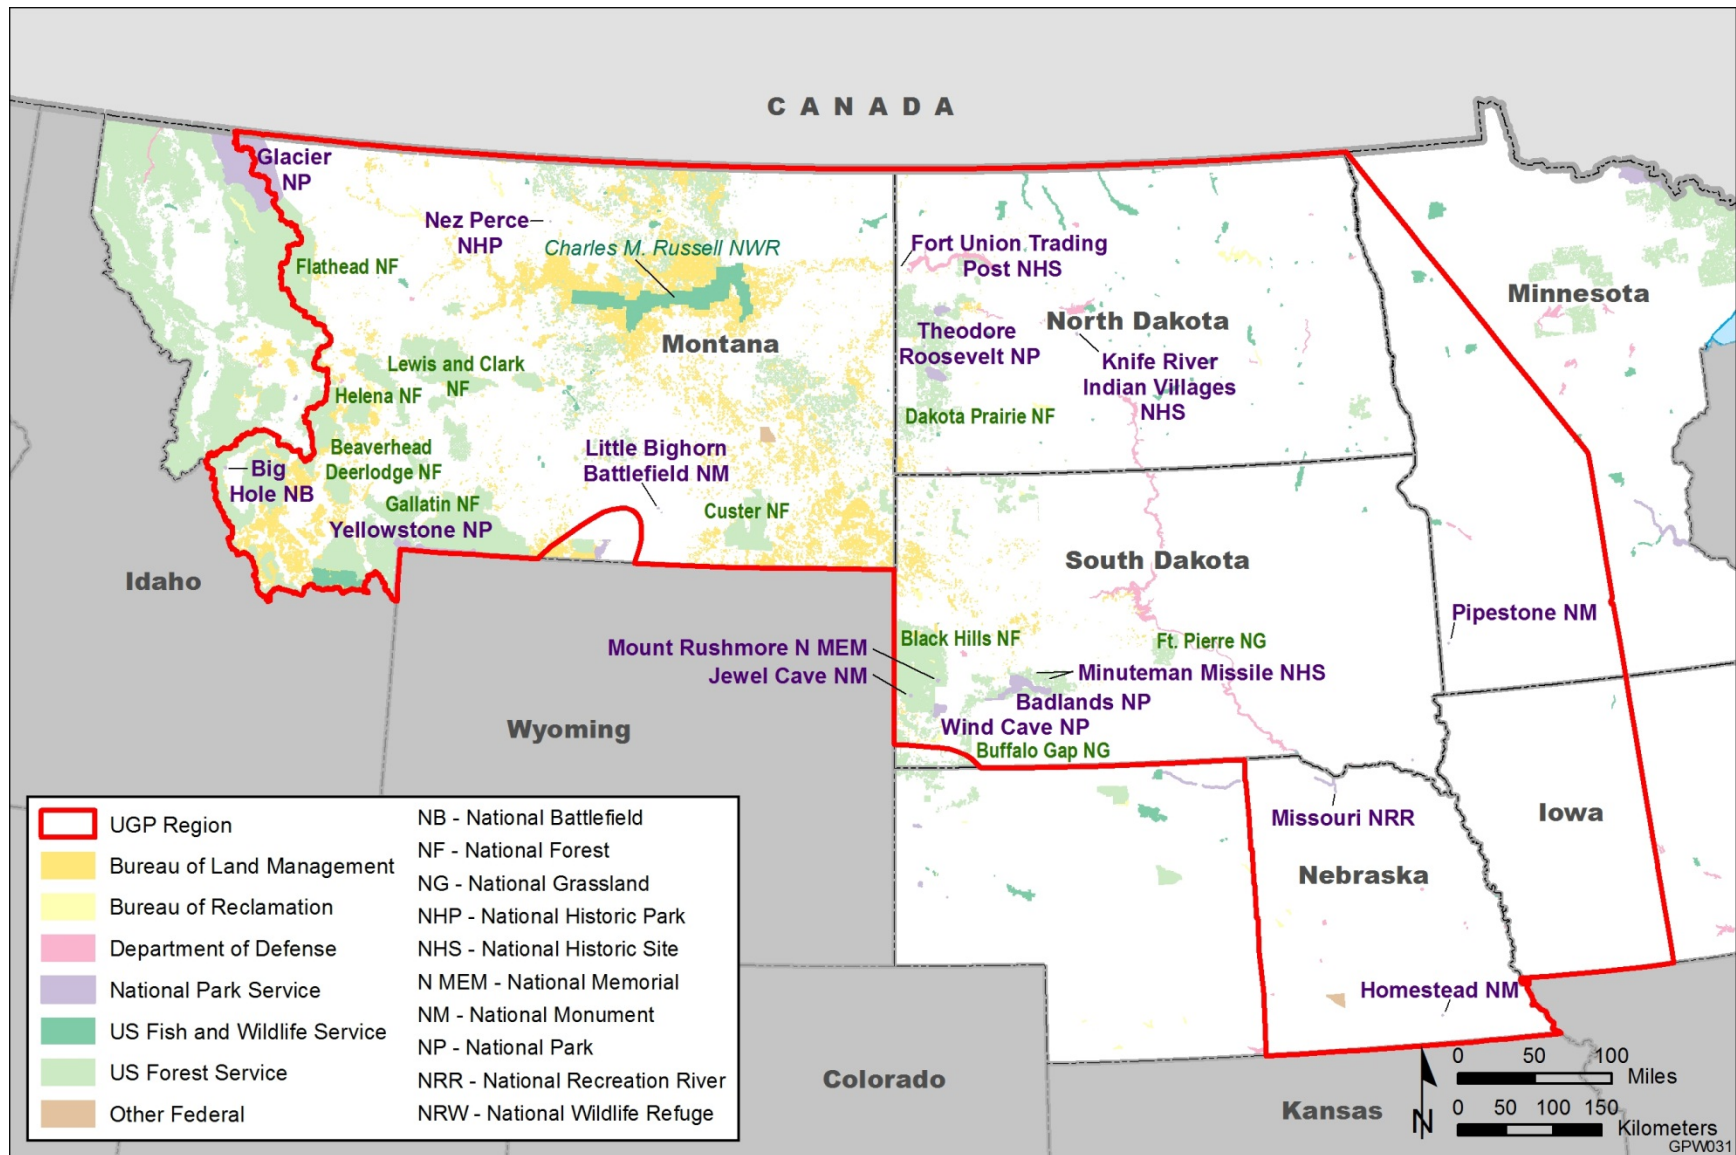 CANADA
Glacier
NP
Nez Perce
NHP
Charles M. Russell NWR
Flathead NF
Fort Union Trading
Post NHS
Minnesota
Montana
North Dakota
Theodore
Roosevelt NP
Knife River
Indian Villages
NHS
Lewis and Clark
NF
Helena NF
Dakota Prairie NF
Beaverhead
Deerlodge NF
Little Bighorn
Battlefield NM
Big
Hole NB
Gallatin NF
Custer NF
Yellowstone NP
Idaho
South Dakota
Pipestone NM
Black Hills NF
Ft. Pierre NG
Mount Rushmore N MEM
Jewel Cave NM
Minuteman Missile NHS
Badlands NP
Wyoming
Wind Cave NP
Buffalo Gap NG
Missouri NRR
Iowa
Nebraska
Homestead NM
Colorado
Kansas
UGP Region
Bureau of Land Management
Bureau of Reclamation
Department of Defense
National Park Service
US Fish and Wildlife Service
US Forest Service
Other Federal
NB - National Battlefield
NF - National Forest
NG - National Grassland
NHP - National Historic Park
NHS - National Historic Site
N MEM - National Memorial
NM - National Monument
NP - National Park
NRR - National Recreation River
NRW - National Wildlife Refuge
N
0 50 100
Miles
0 50 100 150
Kilometers
GPW031